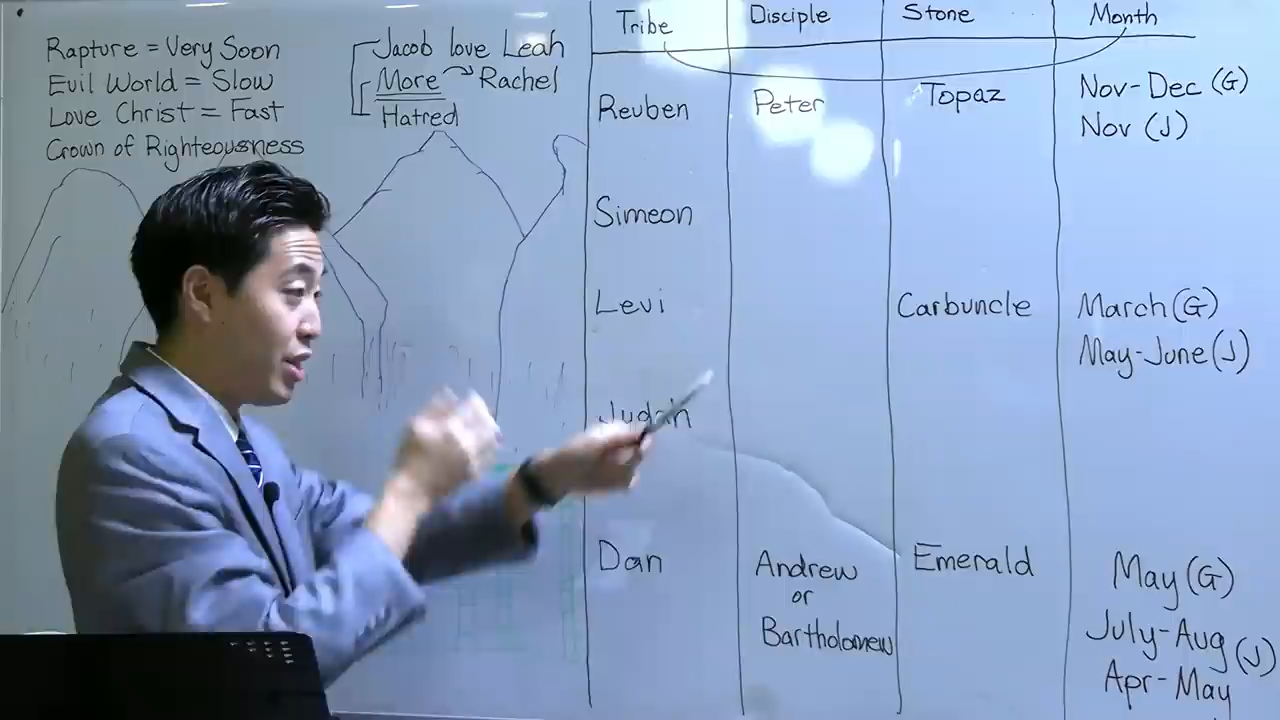 Rapture = Very Soon
Evil World = Slow
Love Christ = Fast
Crown of Righteousness
Jacob love Leah
More Rachel
Hatred
Tribe Disciple Stone Month
Reuben Peter Topaz Nov-Dec (G)
Nov (J)
Simeon
Levi Carbuncle March (G)
May-June (J)
Judah
Dan Andrew Emerald May (G)
or
Bartholomew July-Aug (J)
Apr-May